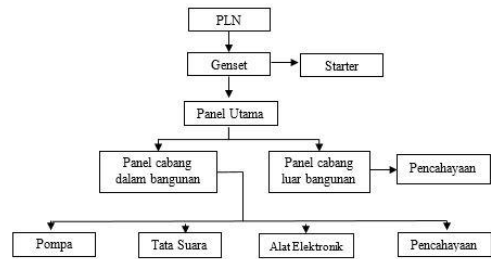 PLN
Genset
Starter
Panel Utama
Panel cabang
dalam bangunan
Panel cabang
luar bangunan
Pencahayaan
Pompa
Tata Suara
Alat Elektronik
Pencahayaan